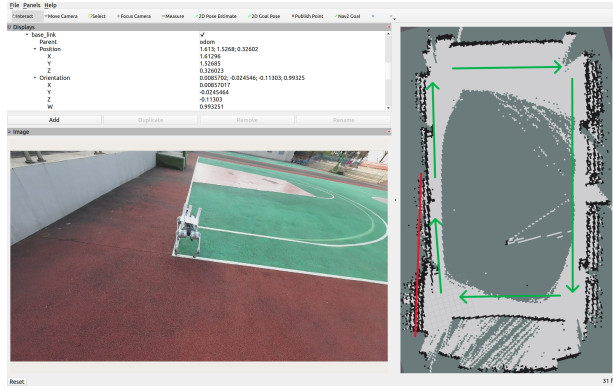 File Panels Help
Interact Move Camera Select Focus Camera Measure 2D Pose Estimate 2D Goal Pose Publish Point Nav2 Goal
Displays
base_link
Parent odom
Position 1.613; 1.5268; 0.32602
X 1.61296
Y 1.52685
Z 0.326023
Orientation 0.0085702; -0.024546; -0.11303; 0.99325
X 0.00857017
Y -0.0245464
Z -0.11303
W 0.993251
Add Duplicate Remove Rename
Image
Reset 31 f